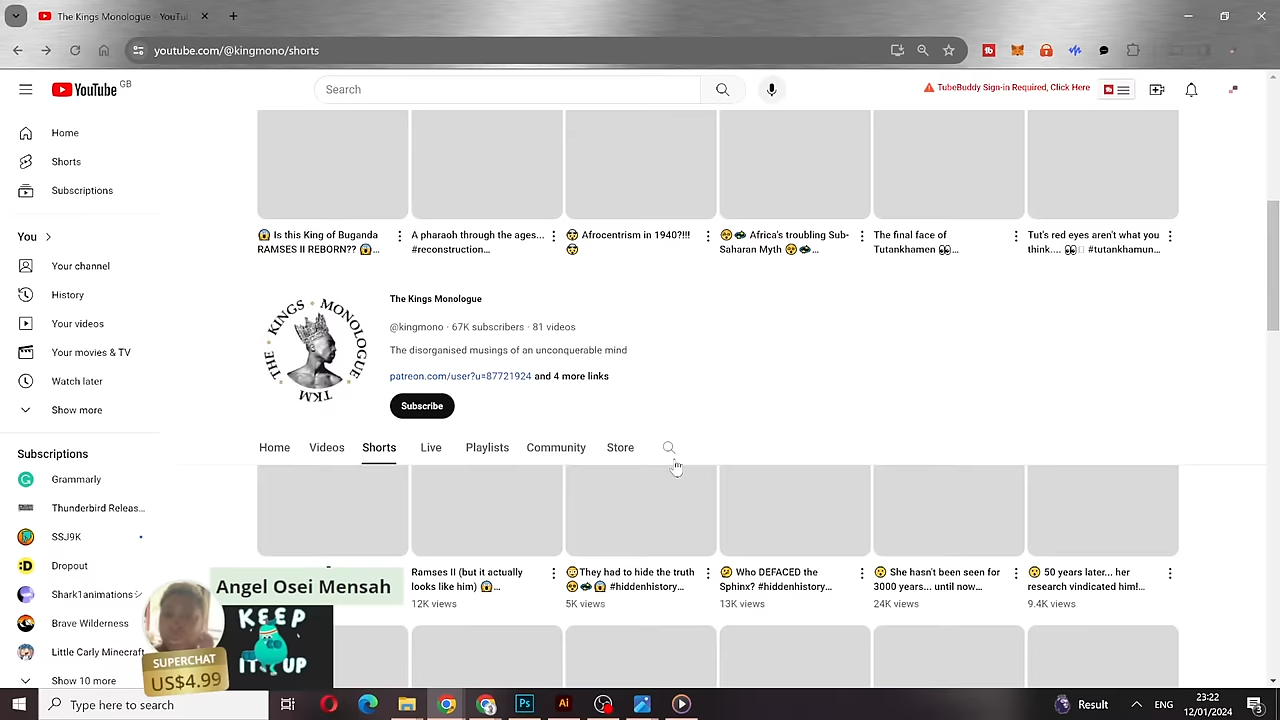 The Kings Monologue - YouTu
youtube.com/@kingmono/shorts
YouTube GB
Search
TubeBuddy Sign-in Required, Click Here
Home
Shorts
Subscriptions
You
Your channel
History
Your videos
Your movies & TV
Watch later
Show more
Subscriptions
Grammarly
Thunderbird Releas...
SSJ9K
Dropout
Shark1animations
Brave Wilderness
Little Carly Minecraft
Show 10 more
😱 Is this King of Buganda
RAMSES II REBORN?? 😱...
A pharaoh through the ages...
#reconstruction...
Afrocentrism in 1940?!!!
Africa's troubling Sub-
Saharan Myth
The final face of
Tutankhamen 👀...
Tut's red eyes aren't what you
think.... 👀 #tutankhamun...
THE KINGS MONOLOGUE
TKM
The Kings Monologue
@kingmono · 67K subscribers · 81 videos
The disorganised musings of an unconquerable mind
patreon.com/user?u=87721924 and 4 more links
Subscribe
Home Videos Shorts Live Playlists Community Store
Ramses II (but it actually
looks like him) 😱...
12K views
They had to hide the truth
#hiddenhistory...
5K views
Who DEFACED the
Sphinx? #hiddenhistory...
13K views
She hasn't been seen for
3000 years... until now...
24K views
50 years later... her
research vindicated him!...
9.4K views
Angel Osei Mensah
KEEP
IT UP
SUPERCHAT
US$4.99
Type here to search
Ps
Ai
Result
ENG
23:22
12/01/2024